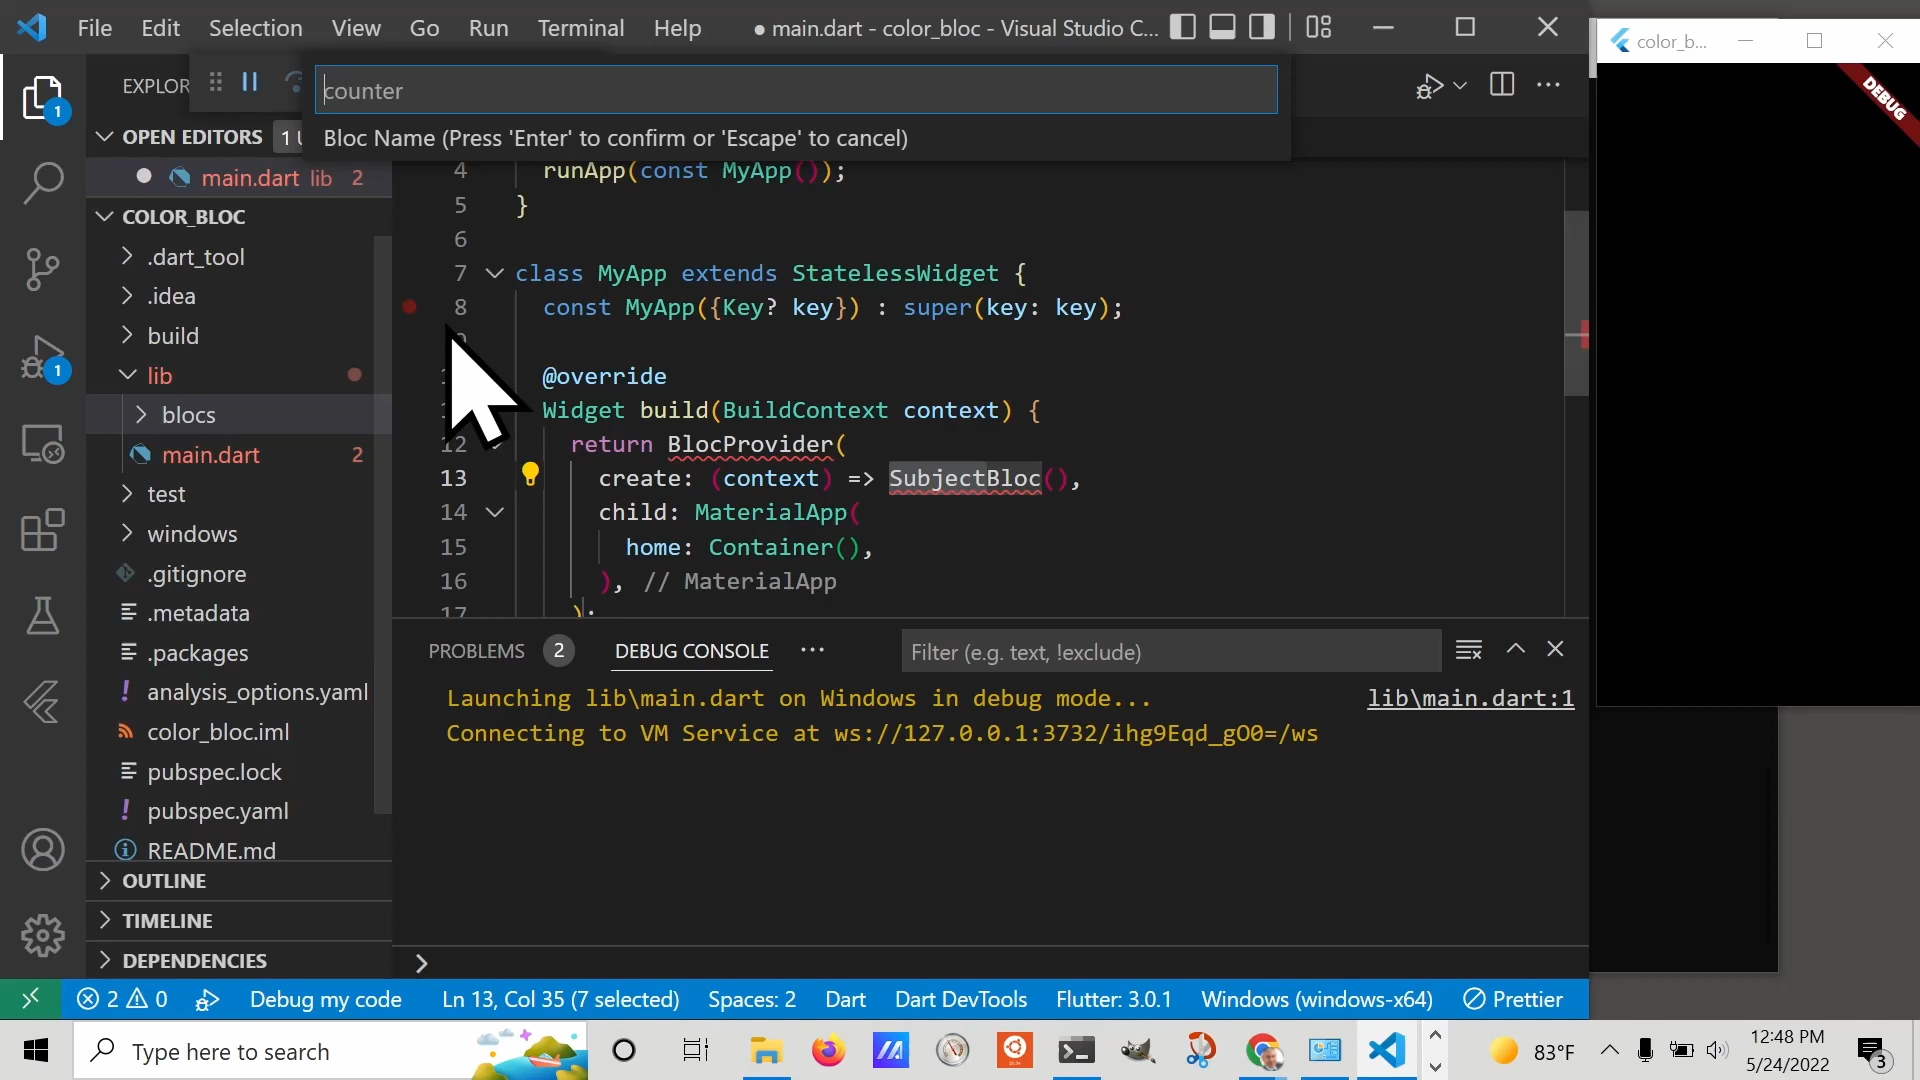 File Edit Selection View Go Run Terminal Help
● main.dart - color_bloc - Visual Studio C...
color_b...
DEBUG
1
EXPLOR
counter
Bloc Name (Press 'Enter' to confirm or 'Escape' to cancel)
OPEN EDITORS 1 U
main.dart lib 2
COLOR_BLOC
.dart_tool
.idea
build
lib
blocs
main.dart 2
test
windows
.gitignore
.metadata
.packages
analysis_options.yaml
color_bloc.iml
pubspec.lock
pubspec.yaml
README.md
OUTLINE
TIMELINE
DEPENDENCIES
1
4 runApp(const MyApp());
5 }
6
7 class MyApp extends StatelessWidget {
8 const MyApp({Key? key}) : super(key: key);
@override
Widget build(BuildContext context) {
12 return BlocProvider(
13 create: (context) => SubjectBloc(),
14 child: MaterialApp(
15 home: Container(),
16 ), // MaterialApp
17 );
PROBLEMS 2 DEBUG CONSOLE ... Filter (e.g. text, !exclude)
Launching lib\main.dart on Windows in debug mode... lib\main.dart:1
Connecting to VM Service at ws://127.0.0.1:3732/ihg9Eqd_gO0=/ws
2 0 Debug my code Ln 13, Col 35 (7 selected) Spaces: 2 Dart Dart DevTools Flutter: 3.0.1 Windows (windows-x64) Prettier
Type here to search
83°F
12:48 PM
5/24/2022
3